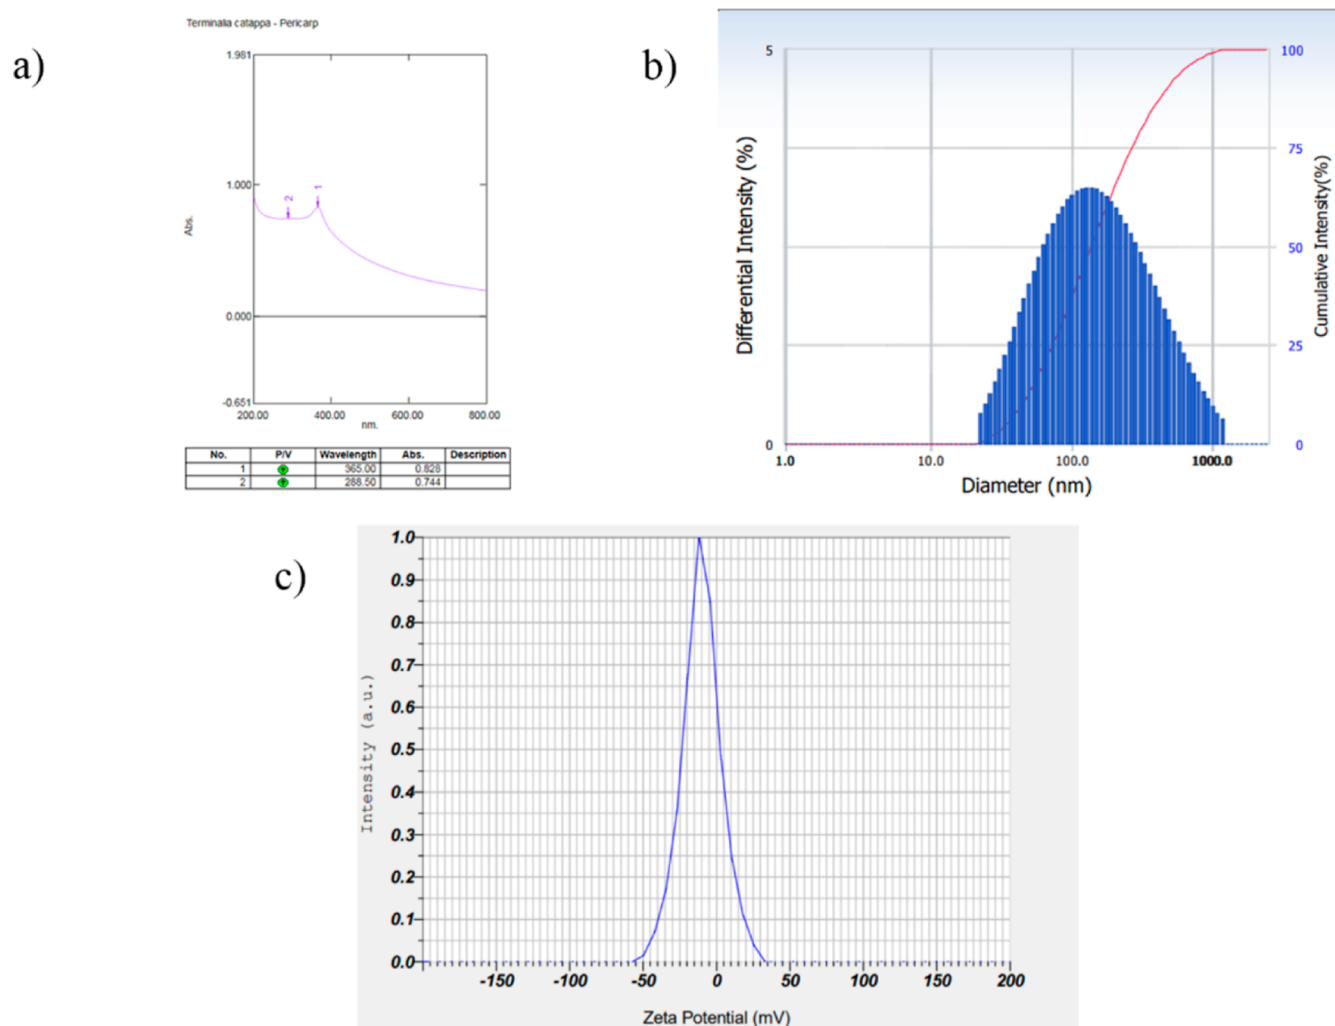 Terminalia catappa - Pericarp
a)
1.981
1.000
0.000
-0.651
Abs.
2
1
200.00 400.00 600.00 800.00
nm.
No. P/V Wavelength Abs. Description
1 365.00 0.828
2 288.50 0.744
b)
5
0
Differential Intensity (%)
100
75
50
25
0
Cumulative Intensity(%)
1.0 10.0 100.0 1000.0
Diameter (nm)
c)
1.0
0.9
0.8
0.7
0.6
0.5
0.4
0.3
0.2
0.1
0.0
Intensity (a.u.)
-150 -100 -50 0 50 100 150 200
Zeta Potential (mV)